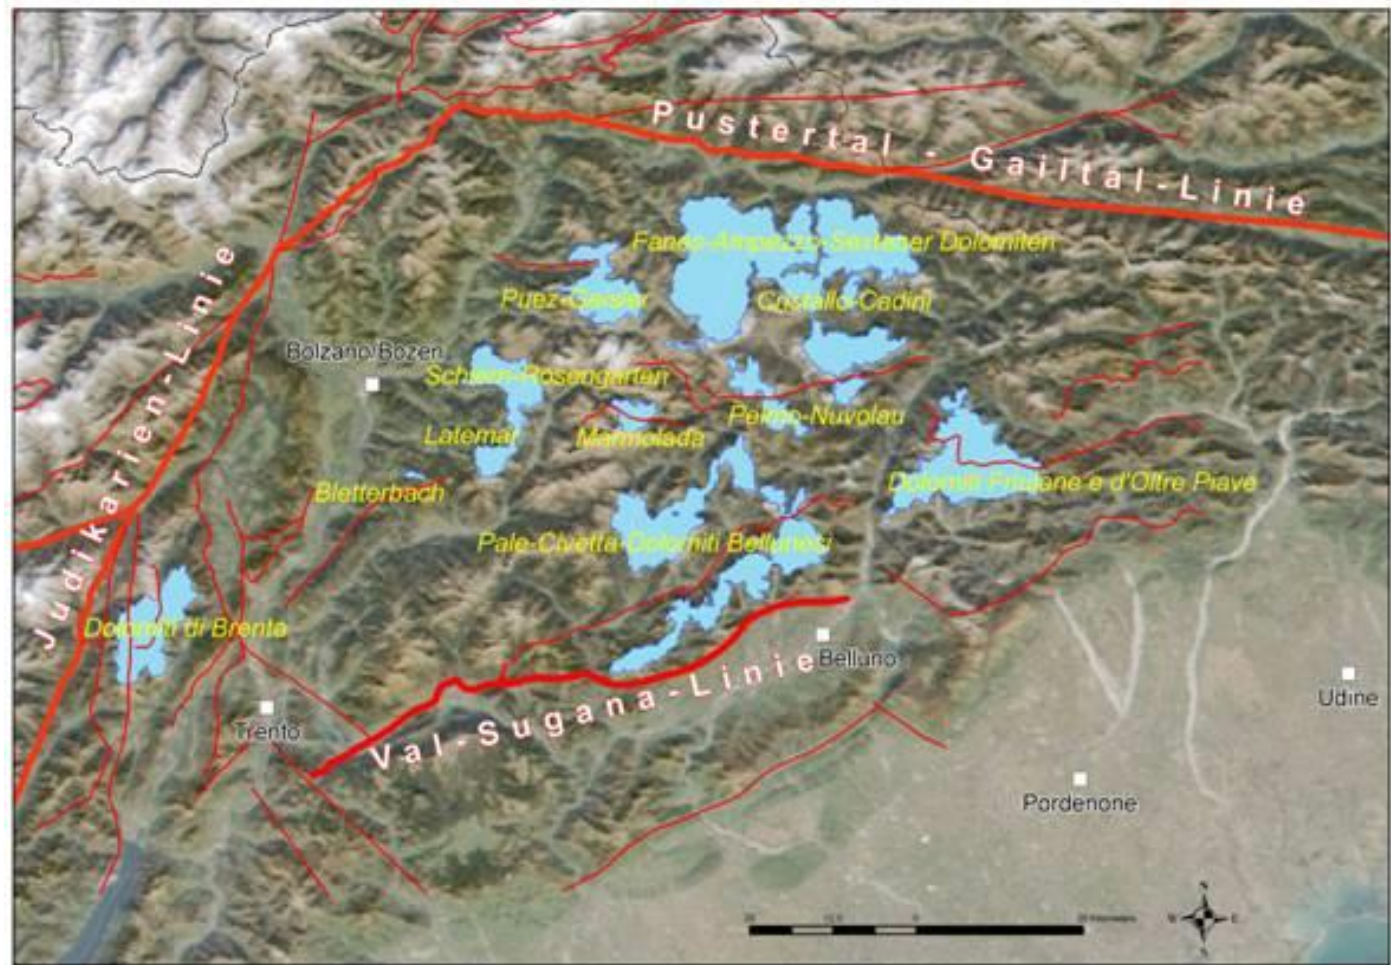 Pustertal - Gailtal-Linie
Judikarien-Linie
Fanes-Ampezzo-Sextener Dolomiten
Puez-Geisler
Cristallo-Cadini
Bolzano/Bozen
Schlern-Rosengarten
Pelmo-Nuvolau
Latemar
Marmolada
Bletterbach
Dolomiti Friulane e d'Oltre Piave
Pale-Civetta-Dolomiti Bellunesi
Dolomiti di Brenta
Val-Sugana-Linie
Belluno
Udine
Trento
Pordenone
N
W E